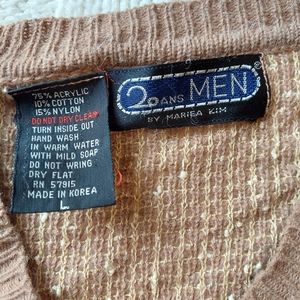 75% ACRYLIC
10% COTTON
15% NYLON
DO NOT DRY CLEAN
TURN INSIDE OUT
HAND WASH
IN WARM WATER
WITH MILD SOAP
DO NOT WRING
DRY FLAT
RN 57915
MADE IN KOREA
L
20 ANS MEN
BY MARISA KIM